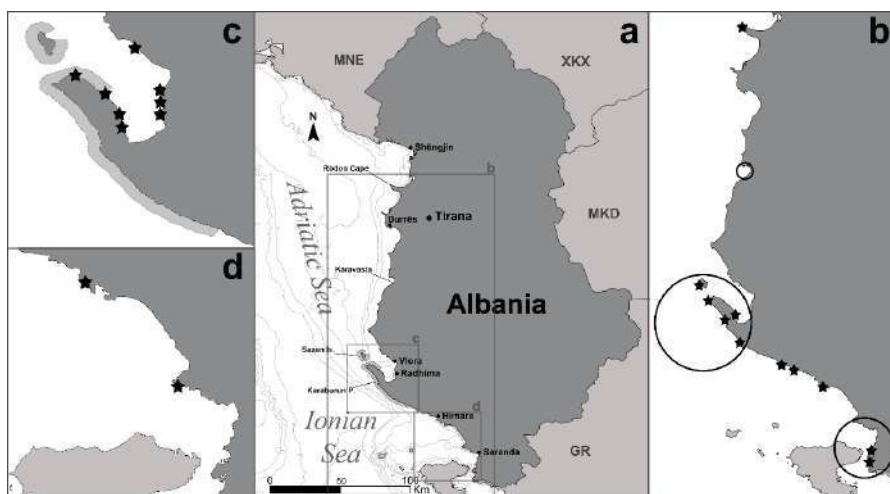 c
a
b
MNE
XKX
N
Shëngjin
Rodon Cape
b
Adriatic Sea
Tirana
Durrës
MKD
d
Karavasta
Albania
c
Sazan Is.
Vlora
Radhima
Karaburun P.
d
Himara
Ionian
Sea
GR
Saranda
0 50 100
Km